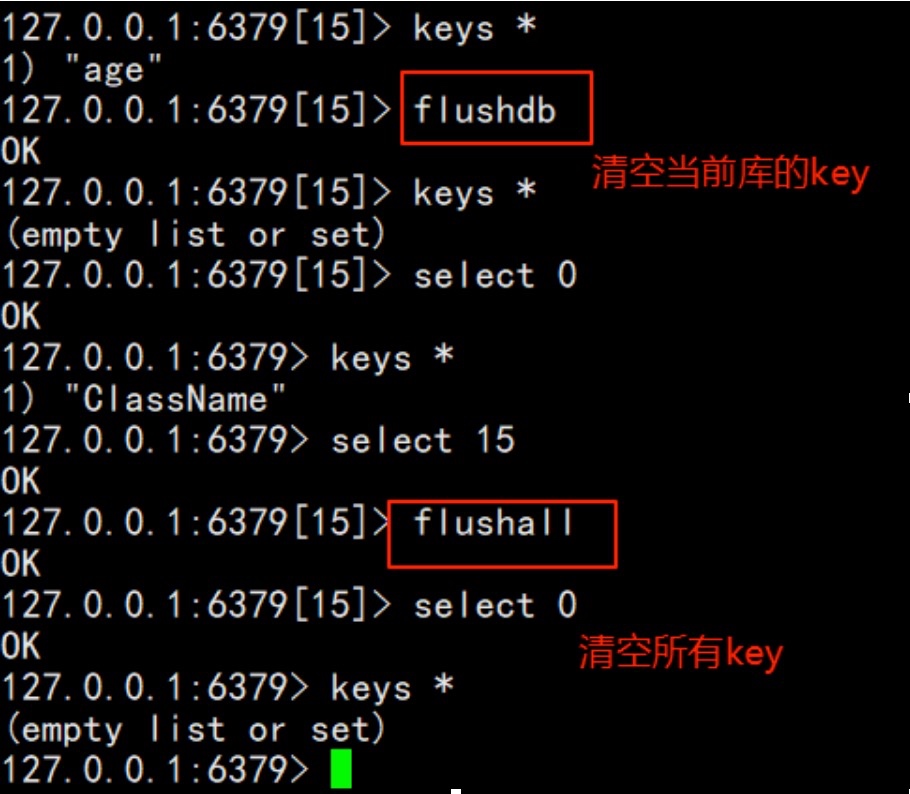 127.0.0.1:6379[15]> keys *
1) "age"
127.0.0.1:6379[15]> flushdb
OK
清空当前库的key
127.0.0.1:6379[15]> keys *
(empty list or set)
127.0.0.1:6379[15]> select 0
OK
127.0.0.1:6379> keys *
1) "ClassName"
127.0.0.1:6379> select 15
OK
127.0.0.1:6379[15]> flushall
OK
127.0.0.1:6379[15]> select 0
OK
清空所有key
127.0.0.1:6379> keys *
(empty list or set)
127.0.0.1:6379>